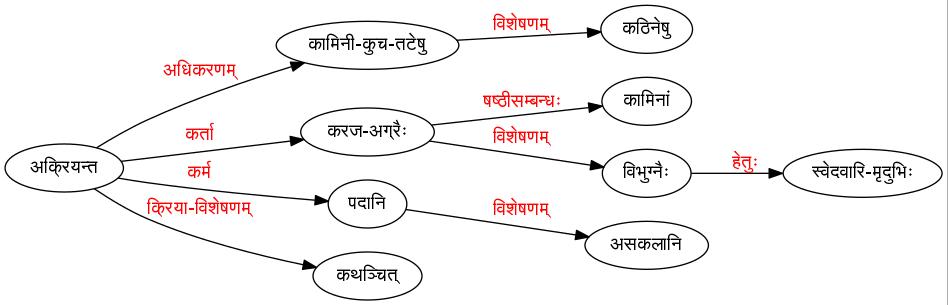 विशेषणम्
कठिनेषु
कामिनी-कुच-तटेषु
अधिकरणम्
षष्ठीसम्बन्धः
कामिनां
कर्ता
करज-अग्रैः
विशेषणम्
अक्रियन्त
कर्म
विभुग्नैः
हेतुः
स्वेदवारि-मृदुभिः
क्रिया-विशेषणम्
पदानि
विशेषणम्
असकलानि
कथञ्चित्